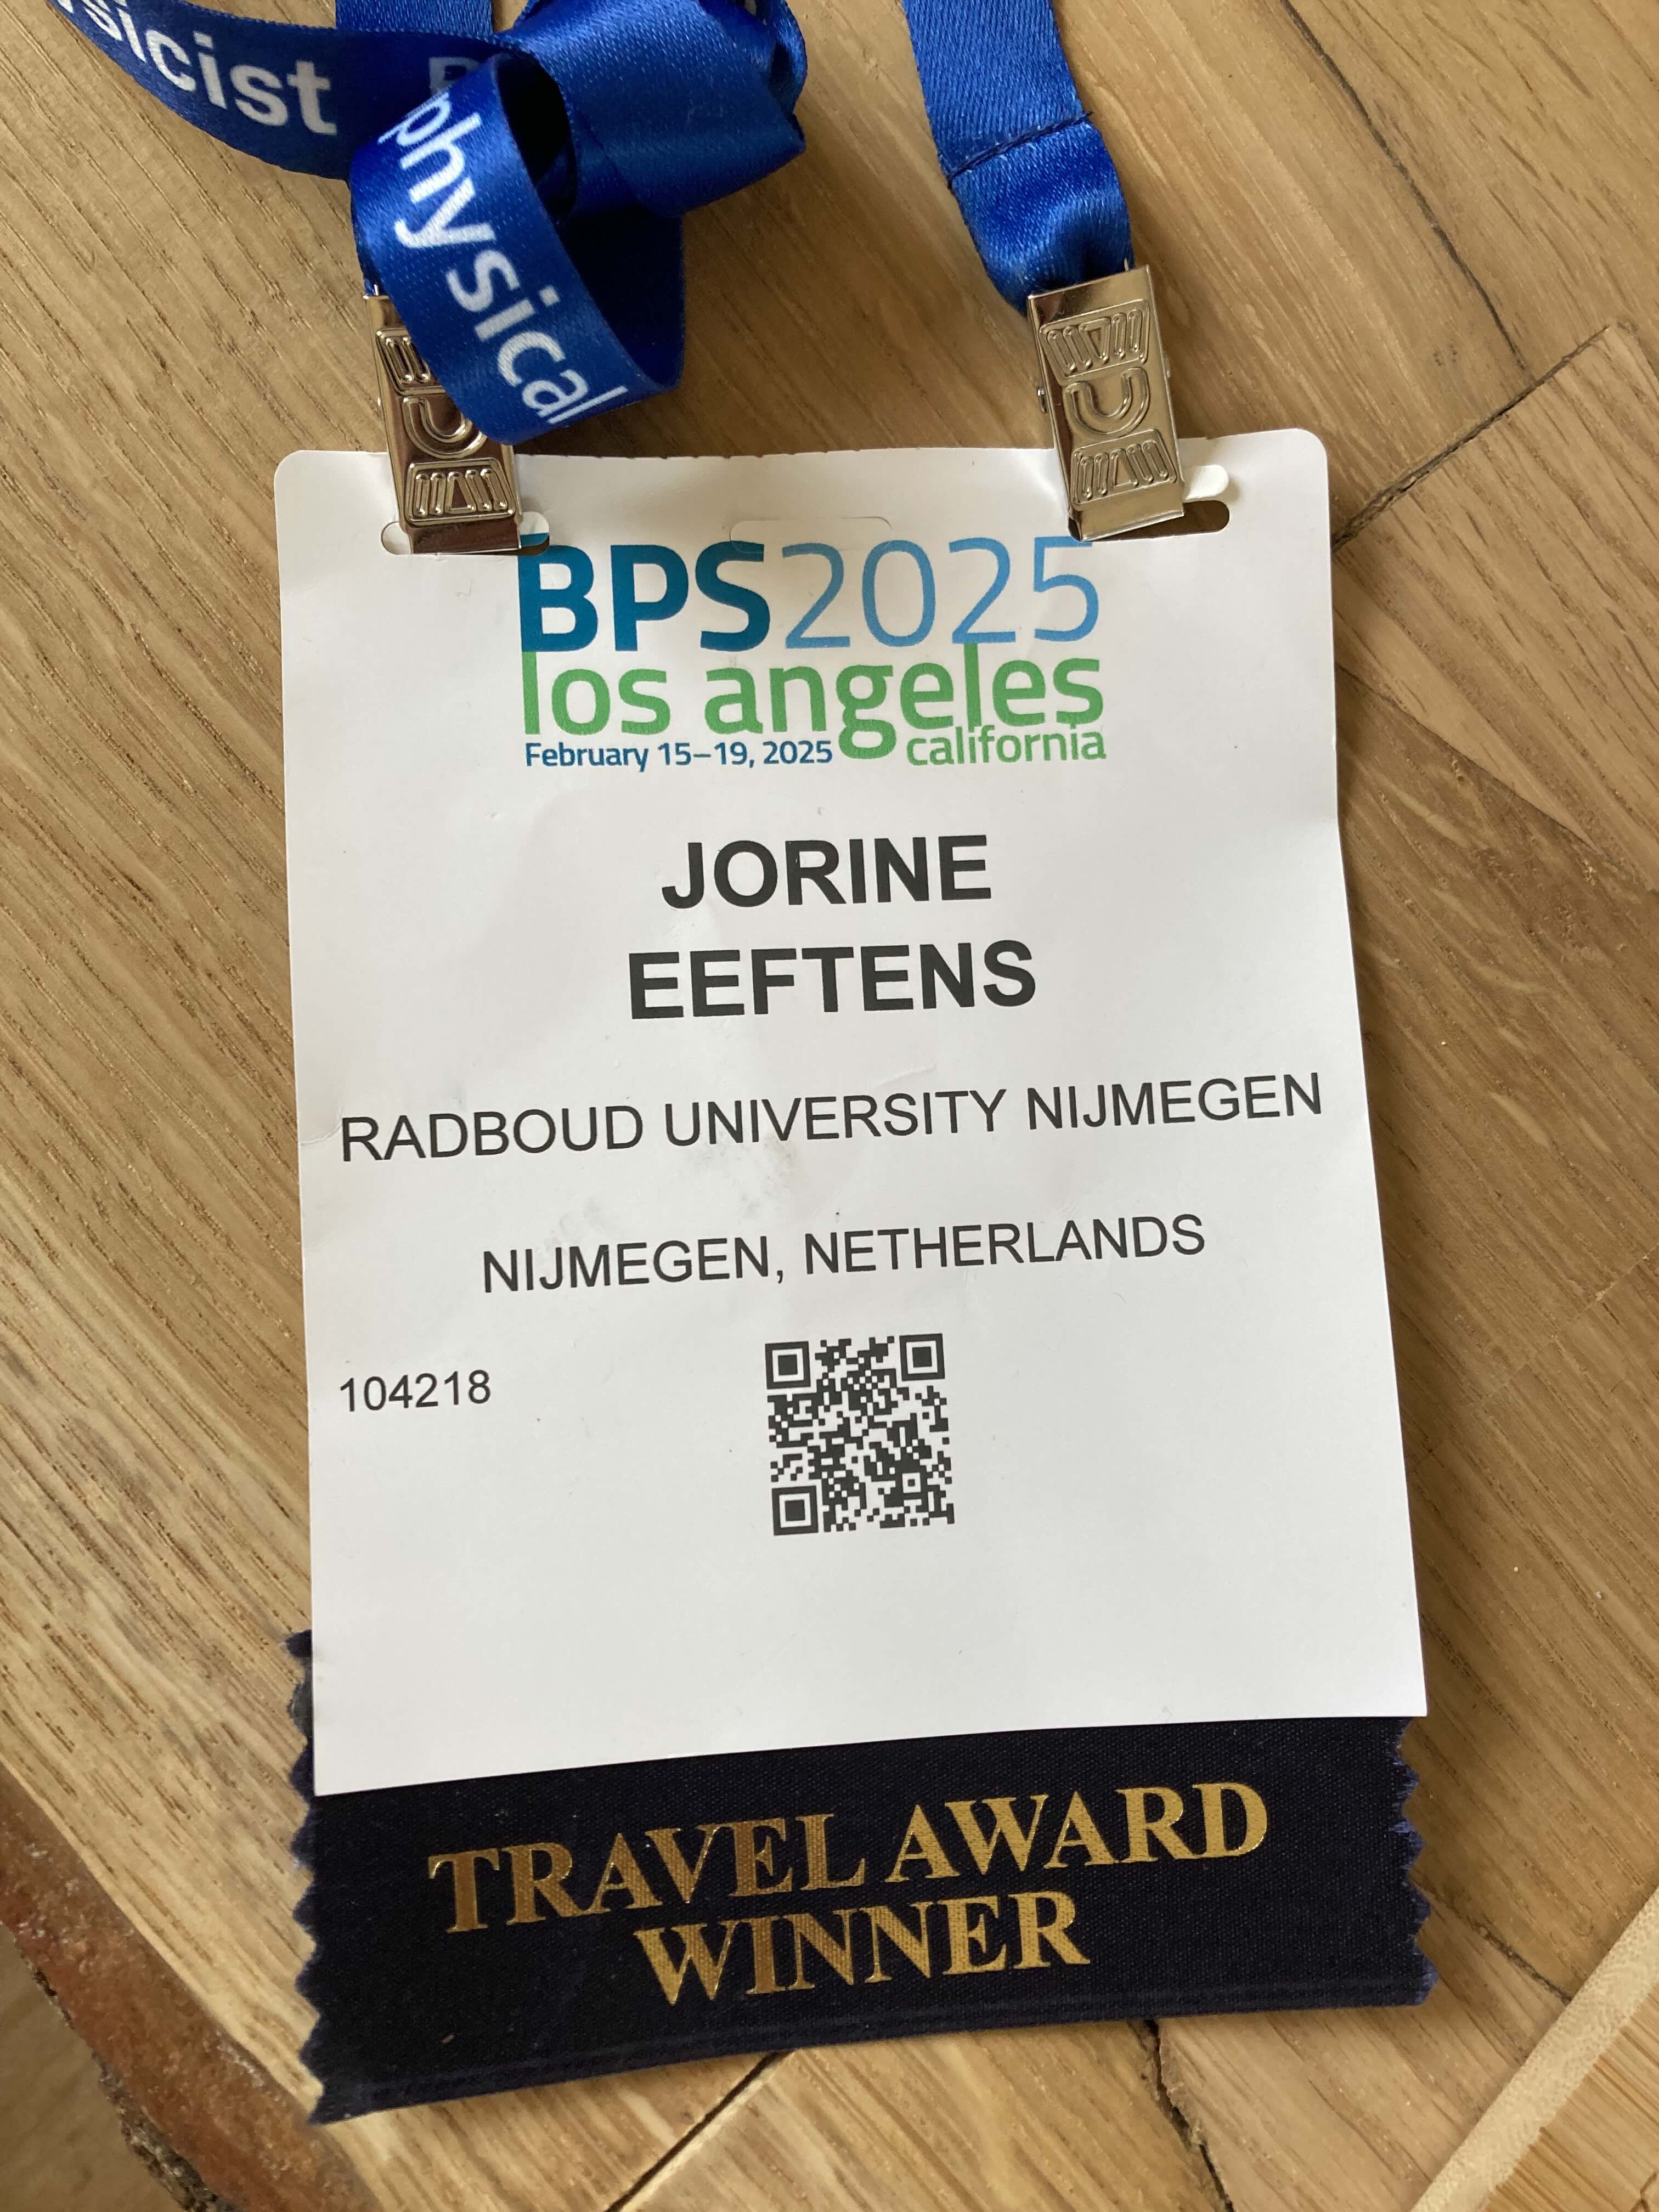 physical
BPS2025
los angeles
February 15–19, 2025 california
JORINE
EEFTENS
RADBOUD UNIVERSITY NIJMEGEN
NIJMEGEN, NETHERLANDS
104218
TRAVEL AWARD
WINNER